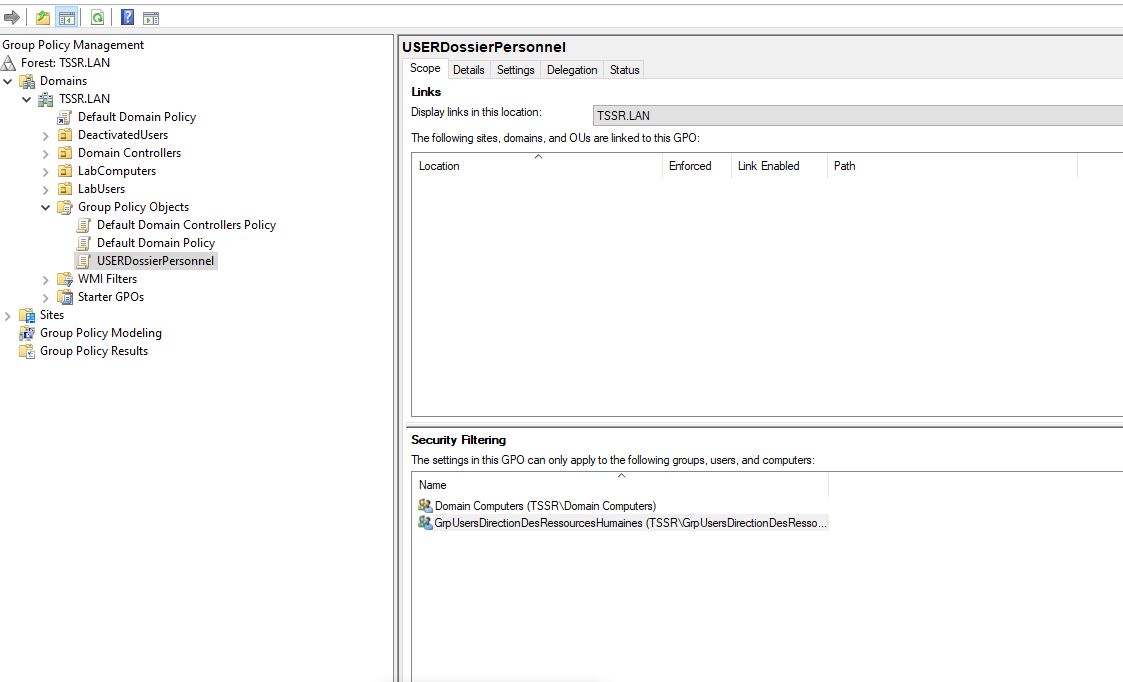 Group Policy Management
Forest: TSSR.LAN
Domains
TSSR.LAN
Default Domain Policy
DeactivatedUsers
Domain Controllers
LabComputers
LabUsers
Group Policy Objects
Default Domain Controllers Policy
Default Domain Policy
USERDossierPersonnel
WMI Filters
Starter GPOs
Sites
Group Policy Modeling
Group Policy Results
USERDossierPersonnel
Scope Details Settings Delegation Status
Links
Display links in this location: TSSR.LAN
The following sites, domains, and OUs are linked to this GPO:
Location Enforced Link Enabled Path
Security Filtering
The settings in this GPO can only apply to the following groups, users, and computers:
Name
Domain Computers (TSSR\Domain Computers)
GrpUsersDirectionDesRessourcesHumaines (TSSR\GrpUsersDirectionDesResso...